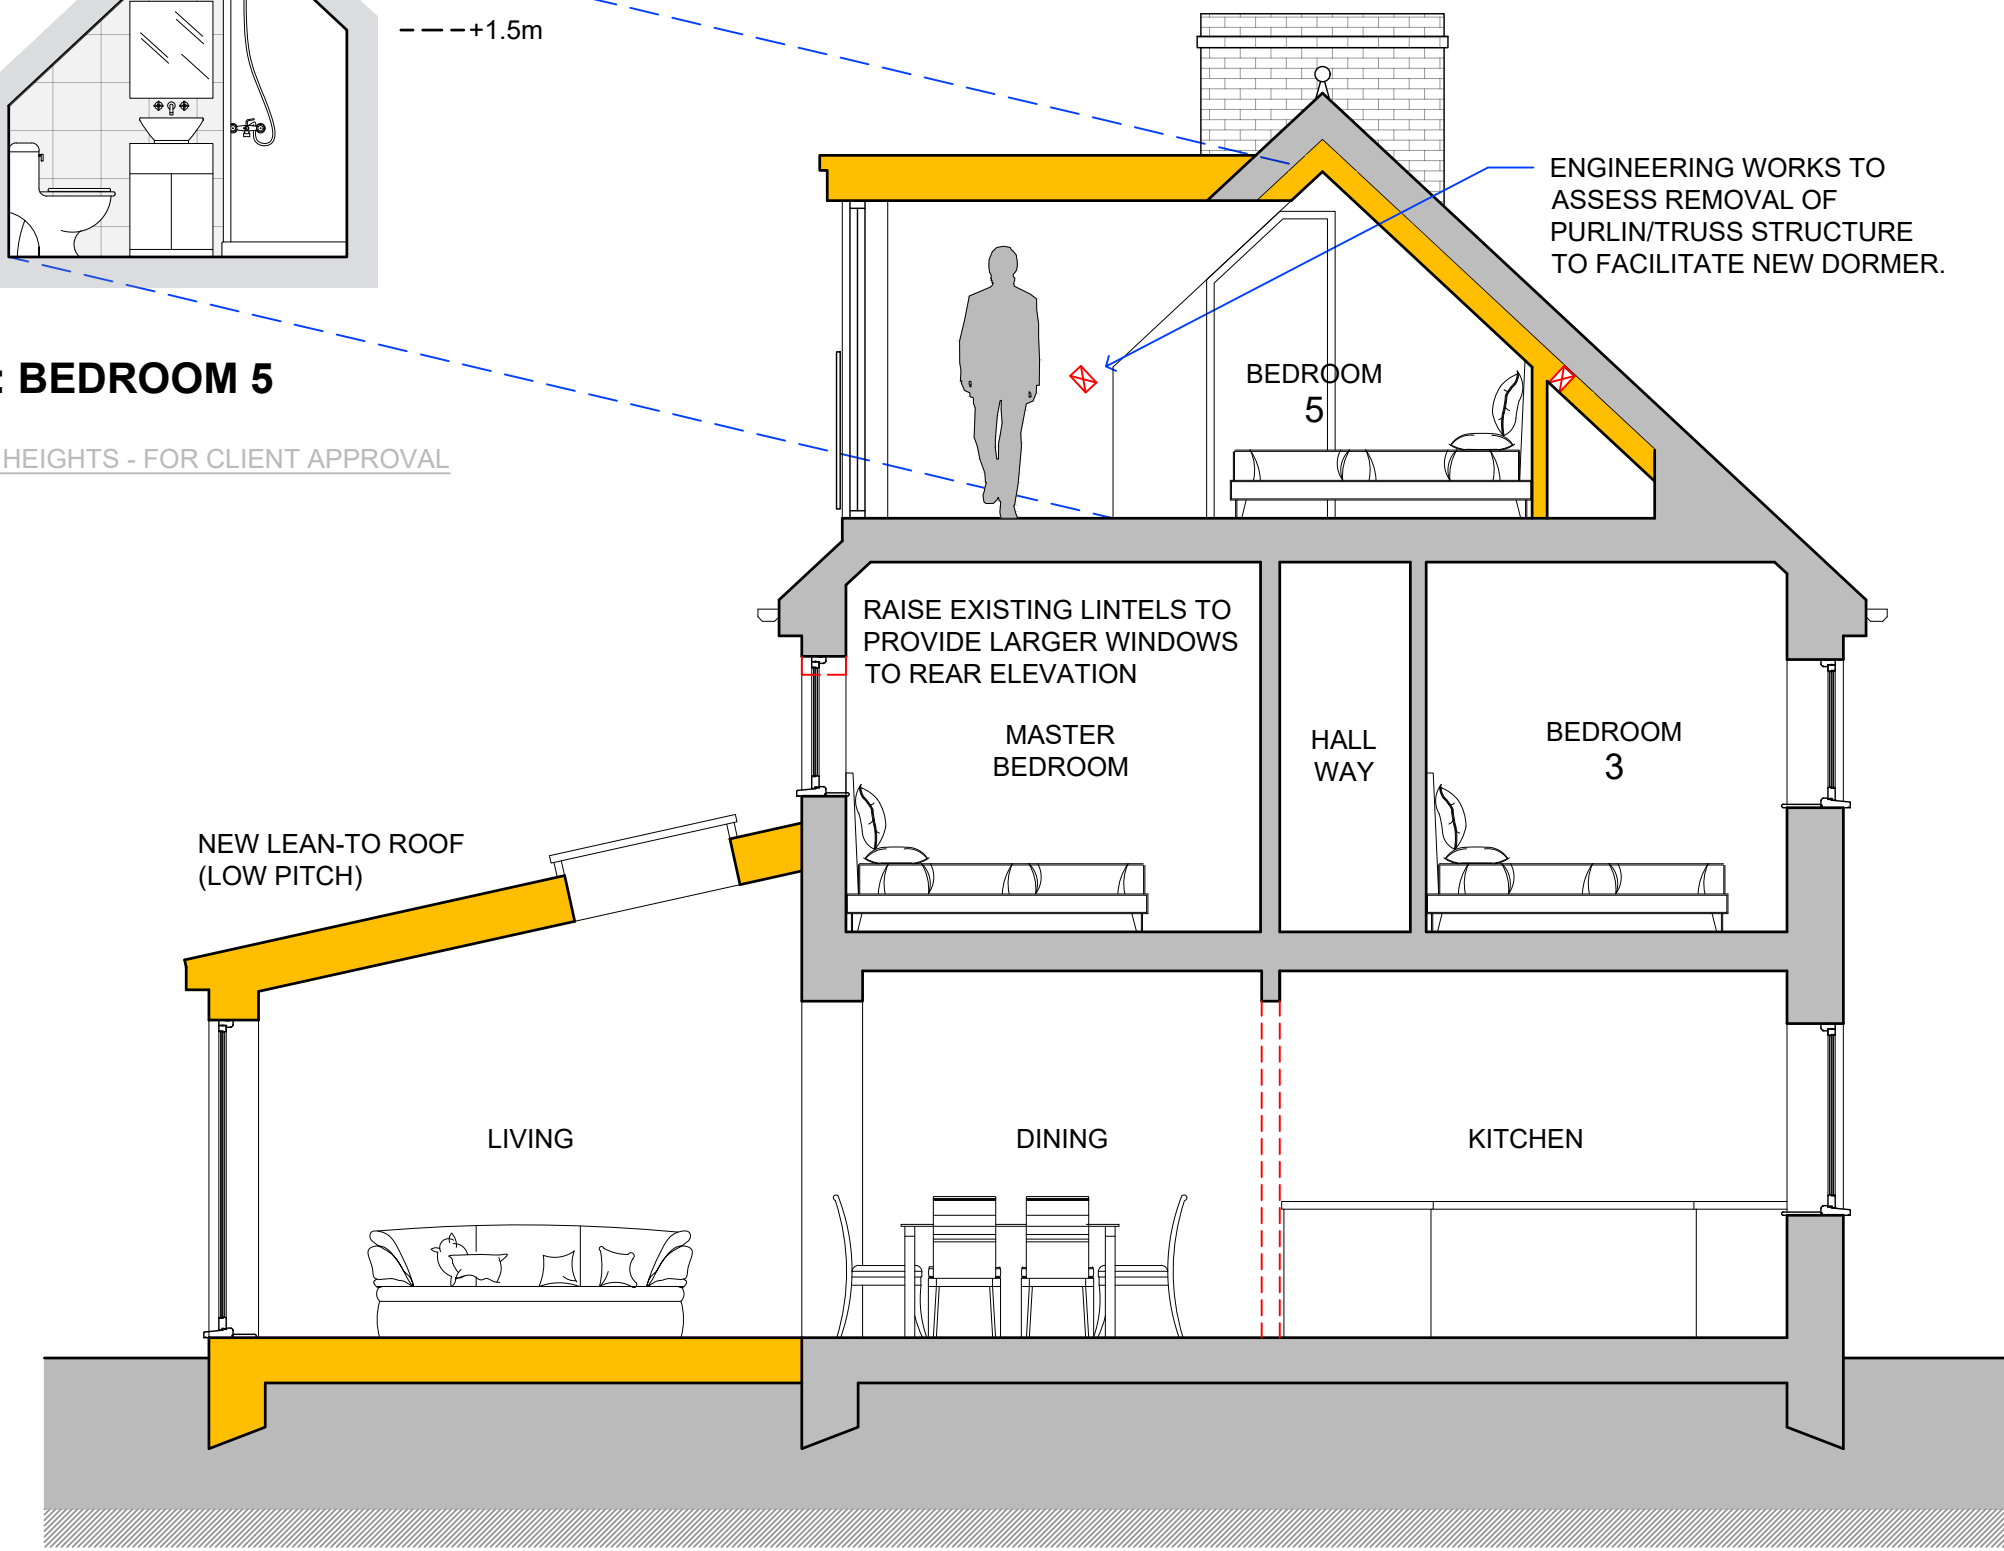 +1.5m
ENGINEERING WORKS TO
ASSESS REMOVAL OF
PURLIN/TRUSS STRUCTURE
TO FACILITATE NEW DORMER.
: BEDROOM 5
HEIGHTS - FOR CLIENT APPROVAL
BEDROOM
5
RAISE EXISTING LINTELS TO
PROVIDE LARGER WINDOWS
TO REAR ELEVATION
MASTER
BEDROOM
HALL
WAY
BEDROOM
3
NEW LEAN-TO ROOF
(LOW PITCH)
LIVING
DINING
KITCHEN